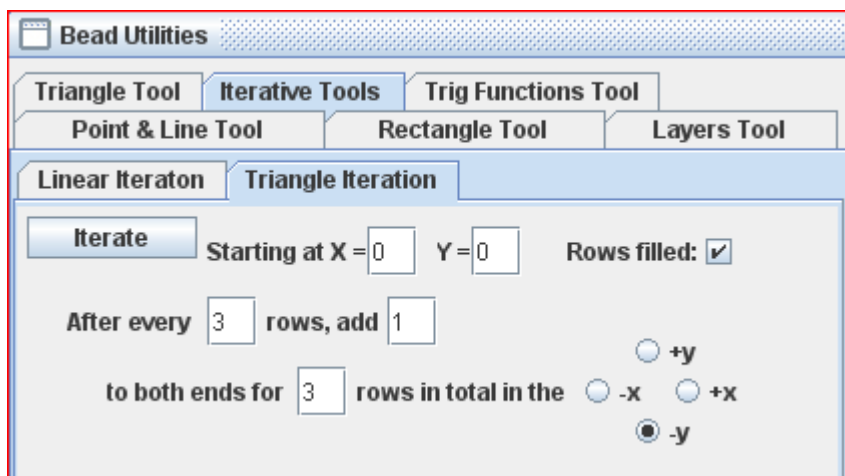 Bead Utilities
Triangle Tool Iterative Tools Trig Functions Tool
Point & Line Tool Rectangle Tool Layers Tool
Linear Iteraton Triangle Iteration
Iterate Starting at X = 0 Y = 0 Rows filled:
After every 3 rows, add 1
+y
to both ends for 3 rows in total in the -x +x
-y